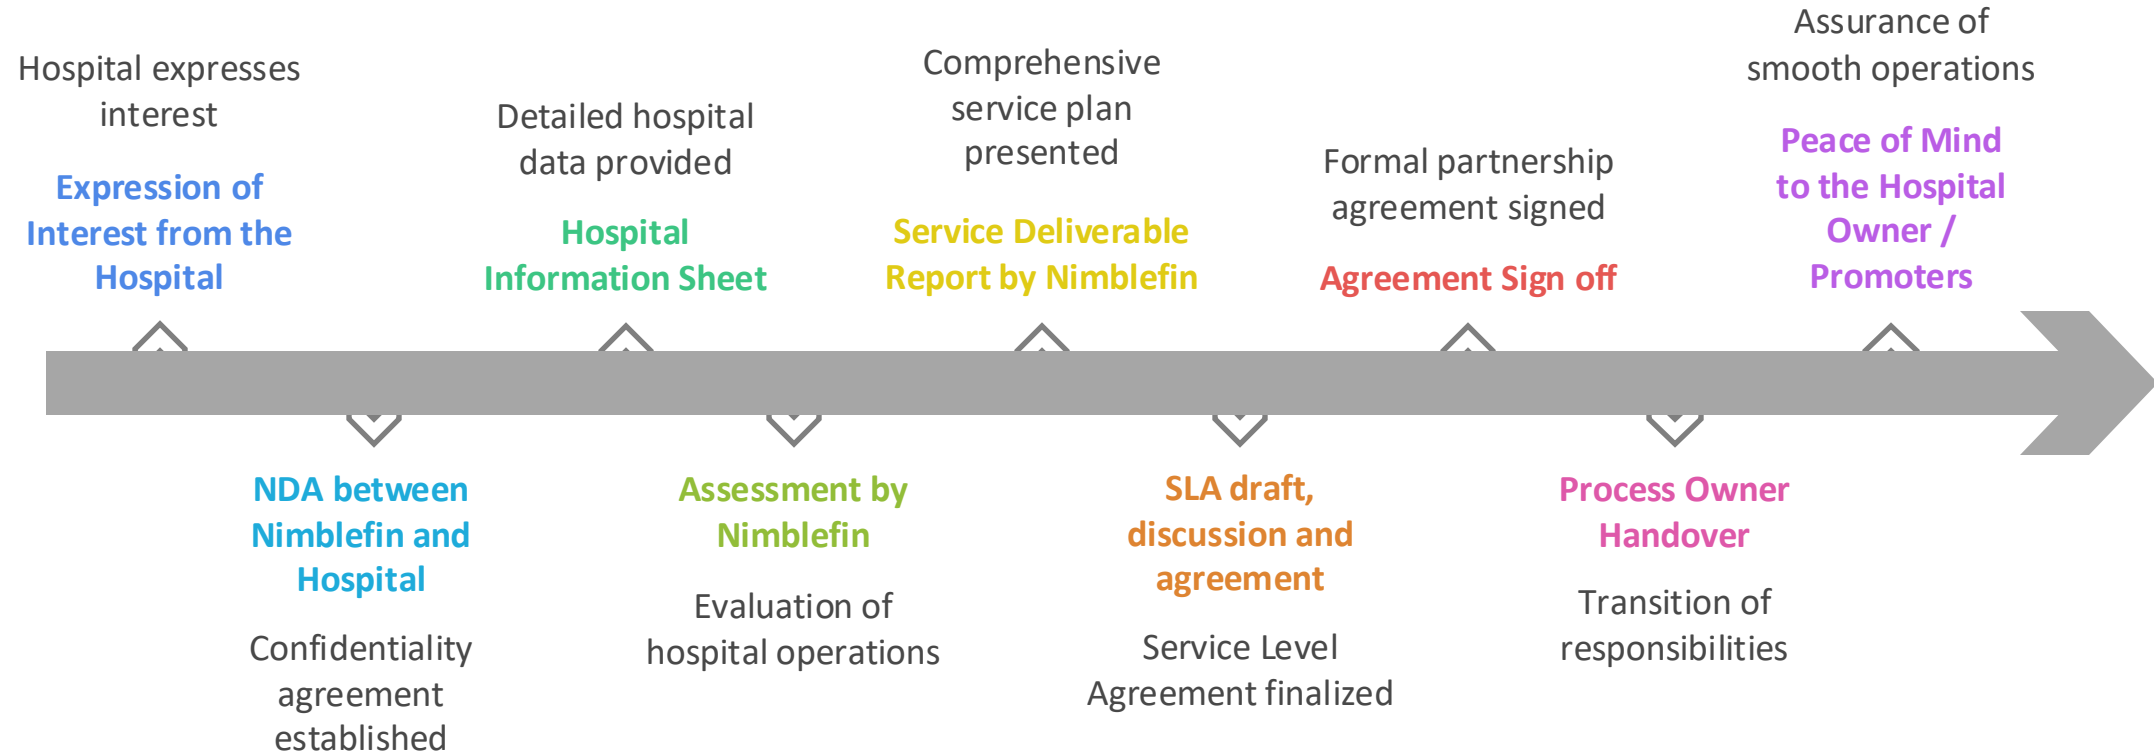 Hospital expresses
interest
Expression of
Interest from the
Hospital
NDA between
Nimblefin and
Hospital
Confidentiality
agreement
established
Detailed hospital
data provided
Hospital
Information Sheet
Assessment by
Nimblefin
Evaluation of
hospital operations
Comprehensive
service plan
presented
Service Deliverable
Report by Nimblefin
SLA draft,
discussion and
agreement
Service Level
Agreement finalized
Formal partnership
agreement signed
Agreement Sign off
Process Owner
Handover
Transition of
responsibilities
Assurance of
smooth operations
Peace of Mind
to the Hospital
Owner /
Promoters